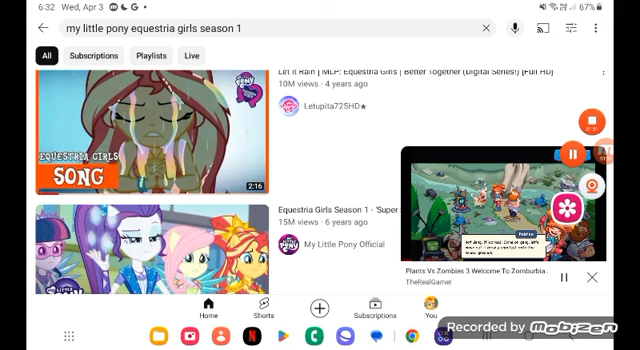 6:32 Wed, Apr 3
67%
my little pony equestria girls season 1
All
Subscriptions
Playlists
Live
Let it Rain | MLP: Equestria Girls | Better Together (Digital Series!) [Full HD]
10M views · 4 years ago
Letupita725HD★
EQUESTRIA GIRLS
SONG
2:16
Equestria Girls Season 1 - 'Super
15M views · 6 years ago
My Little Pony Official
Plants Vs Zombies 3 Welcome To Zomburbia
TheRealGamer
Home
Shorts
Subscriptions
You
Recorded by Mobizen